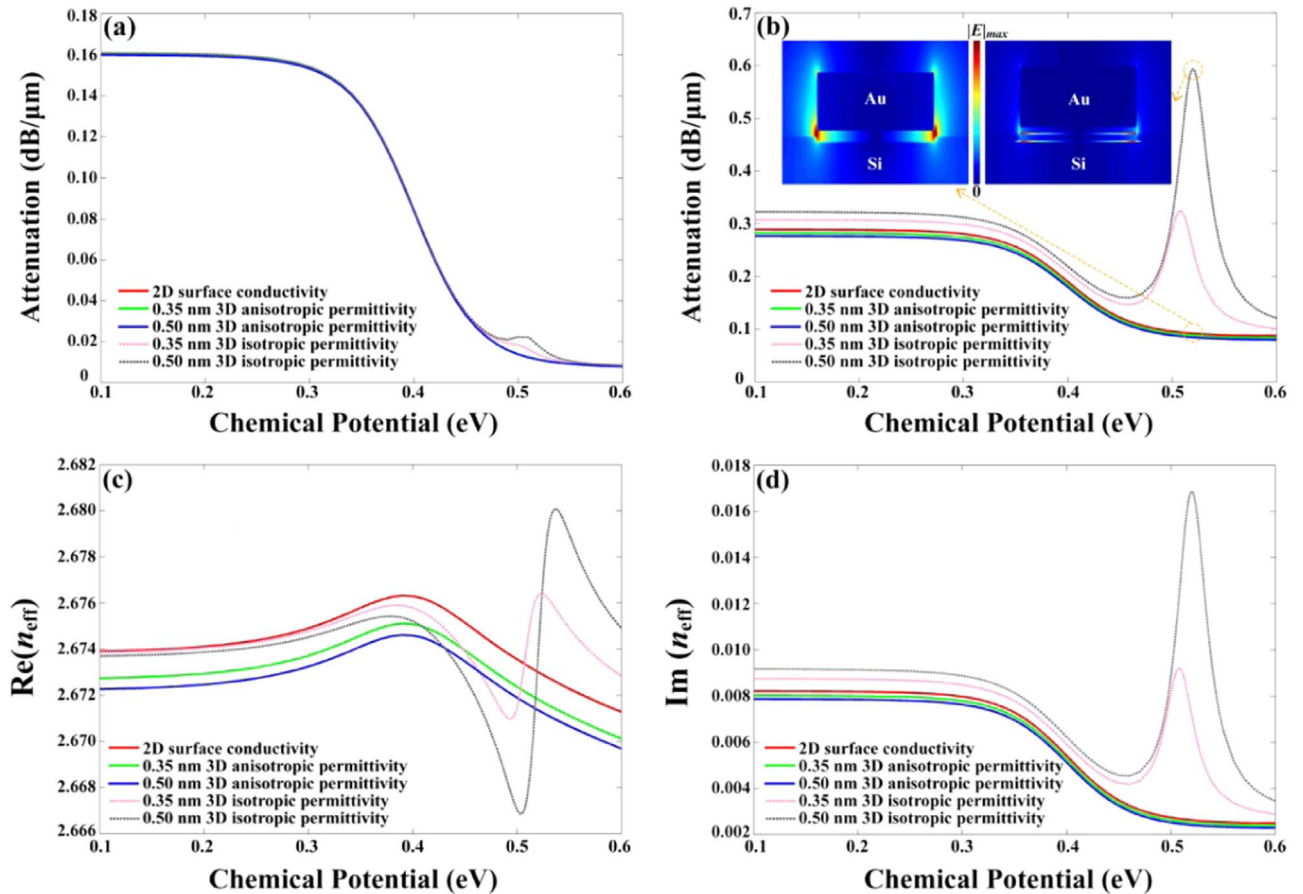 (a)
Attenuation (dB/μm)
0.18
0.16
0.14
0.12
0.10
0.08
0.06
0.04
0.02
0
2D surface conductivity
0.35 nm 3D anisotropic permittivity
0.50 nm 3D anisotropic permittivity
0.35 nm 3D isotropic permittivity
0.50 nm 3D isotropic permittivity
0.1 0.2 0.3 0.4 0.5 0.6
Chemical Potential (eV)
(b)
Attenuation (dB/μm)
0.7
0.6
0.5
0.4
0.3
0.2
0.1
0
|E|max
Au
Si
0
Au
Si
2D surface conductivity
0.35 nm 3D anisotropic permittivity
0.50 nm 3D anisotropic permittivity
0.35 nm 3D isotropic permittivity
0.50 nm 3D isotropic permittivity
0.1 0.2 0.3 0.4 0.5 0.6
Chemical Potential (eV)
(c)
Re(neff)
2.682
2.680
2.678
2.676
2.674
2.672
2.670
2.668
2.666
2D surface conductivity
0.35 nm 3D anisotropic permittivity
0.50 nm 3D anisotropic permittivity
0.35 nm 3D isotropic permittivity
0.50 nm 3D isotropic permittivity
0.1 0.2 0.3 0.4 0.5 0.6
Chemical Potential (eV)
(d)
Im (neff)
0.018
0.016
0.014
0.012
0.010
0.008
0.006
0.004
0.002
2D surface conductivity
0.35 nm 3D anisotropic permittivity
0.50 nm 3D anisotropic permittivity
0.35 nm 3D isotropic permittivity
0.50 nm 3D isotropic permittivity
0.1 0.2 0.3 0.4 0.5 0.6
Chemical Potential (eV)